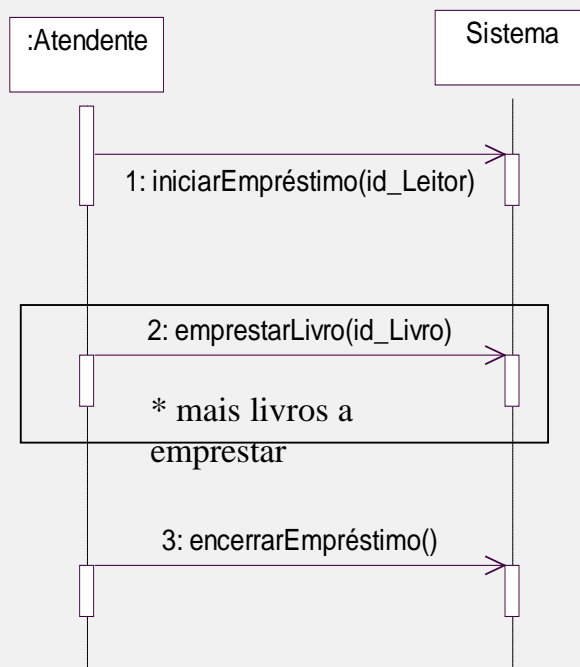 :Atendente
Sistema
1: iniciarEmpréstimo(id_Leitor)
2: emprestarLivro(id_Livro)
* mais livros a
emprestar
3: encerrarEmpréstimo()